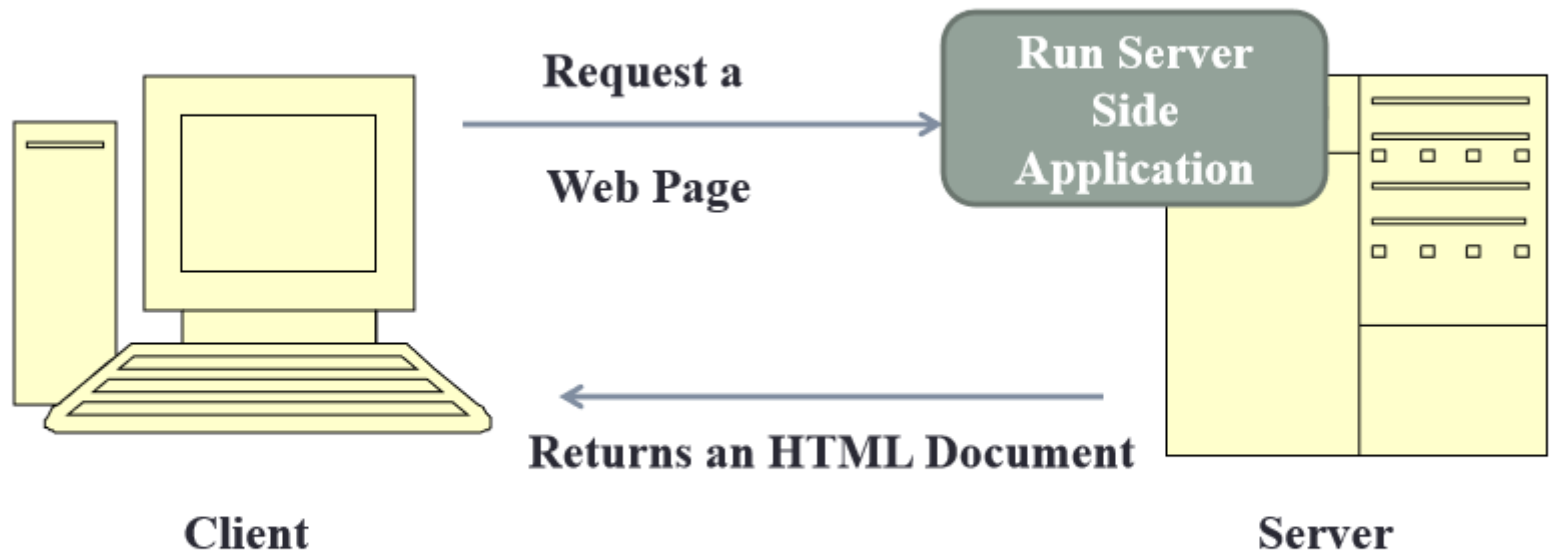 Request a
Web Page
Run Server
Side
Application
Returns an HTML Document
Client
Server